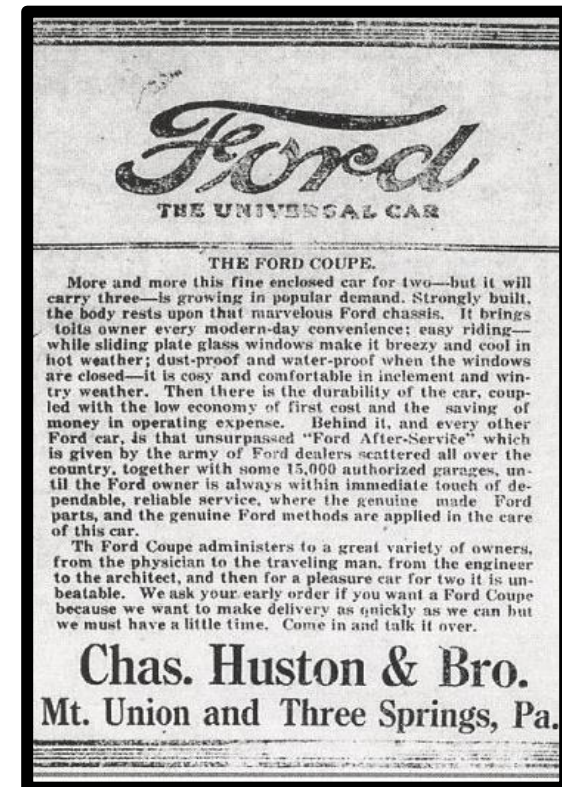 Ford
THE UNIVERSAL CAR
THE FORD COUPE.
More and more this fine enclosed car for two—but it will
carry three—is growing in popular demand. Strongly built,
the body rests upon that marvelous Ford chassis. It brings
toits owner every modern-day convenience; easy riding—
while sliding plate glass windows make it breezy and cool in
hot weather; dust-proof and water-proof when the windows
are closed—it is cosy and comfortable in inclement and win-
try weather. Then there is the durability of the car, coup-
led with the low economy of first cost and the saving of
money in operating expense. Behind it, and every other
Ford car, is that unsurpassed "Ford After-Service" which
is given by the army of Ford dealers scattered all over the
country, together with some 15,000 authorized garages, un-
til the Ford owner is always within immediate touch of de-
pendable, reliable service, where the genuine made Ford
parts, and the genuine Ford methods are applied in the care
of this car.
Th Ford Coupe administers to a great variety of owners,
from the physician to the traveling man, from the engineer
to the architect, and then for a pleasure car for two it is un-
beatable. We ask your early order if you want a Ford Coupe
because we want to make delivery as quickly as we can but
we must have a little time. Come in and talk it over.
Chas. Huston & Bro.
Mt. Union and Three Springs, Pa.